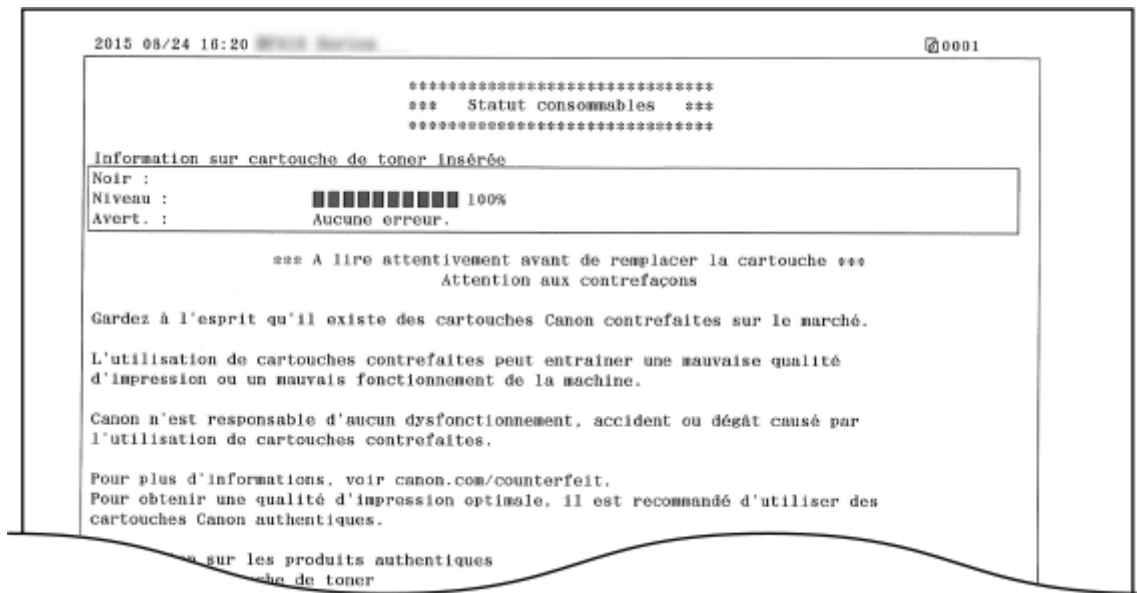 2015 08/24 16:20
0001
********************************
*** Statut consommables ***
********************************
Information sur cartouche de toner insérée
Noir :
Niveau : 100%
Avert. : Aucune erreur.
*** A lire attentivement avant de remplacer la cartouche ***
Attention aux contrefaçons
Gardez à l'esprit qu'il existe des cartouches Canon contrefaites sur le marché.
L'utilisation de cartouches contrefaites peut entrainer une mauvaise qualité
d'impression ou un mauvais fonctionnement de la machine.
Canon n'est responsable d'aucun dysfonctionnement, accident ou dégât causé par
l'utilisation de cartouches contrefaites.
Pour plus d'informations, voir canon.com/counterfeit.
Pour obtenir une qualité d'impression optimale, il est recommandé d'utiliser des
cartouches Canon authentiques.
sur les produits authentiques
de toner